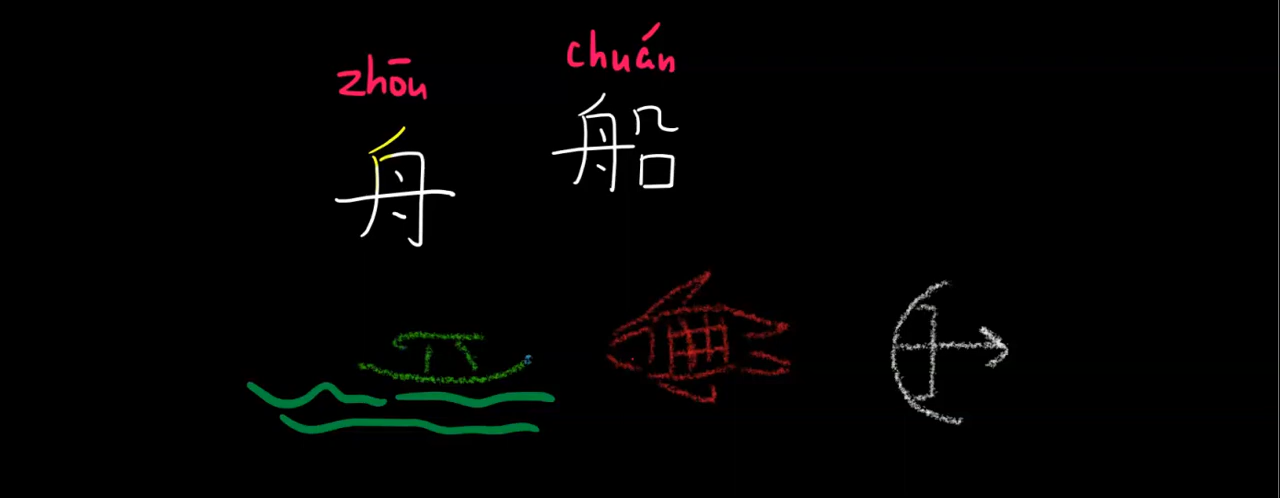 zhōu chuán
舟 船